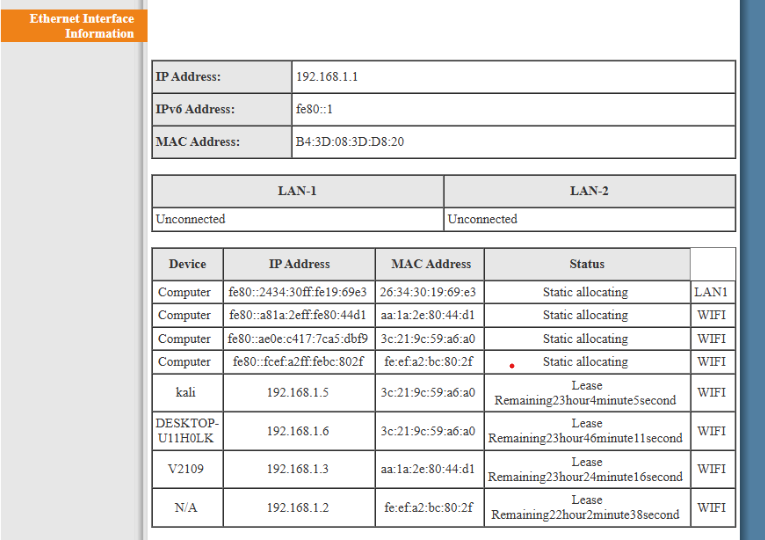 Ethernet Interface
Information
IP Address: 192.168.1.1
IPv6 Address: fe80::1
MAC Address: B4:3D:08:3D:D8:20
LAN-1 LAN-2
Unconnected Unconnected
Device IP Address MAC Address Status
Computer fe80::2434:30ff:fe19:69e3 26:34:30:19:69:e3 Static allocating LAN1
Computer fe80::a81a:2eff:fe80:44d1 aa:1a:2e:80:44:d1 Static allocating WIFI
Computer fe80::ae0e:c417:7ca5:dbf9 3c:21:9c:59:a6:a0 Static allocating WIFI
Computer fe80::fcef:a2ff:febc:802f fe:ef:a2:bc:80:2f Static allocating WIFI
kali 192.168.1.5 3c:21:9c:59:a6:a0 Lease
Remaining23hour4minute5second WIFI
DESKTOP-
U11H0LK 192.168.1.6 3c:21:9c:59:a6:a0 Lease
Remaining23hour46minute11second WIFI
V2109 192.168.1.3 aa:1a:2e:80:44:d1 Lease
Remaining23hour24minute16second WIFI
N/A 192.168.1.2 fe:ef:a2:bc:80:2f Lease
Remaining22hour2minute38second WIFI